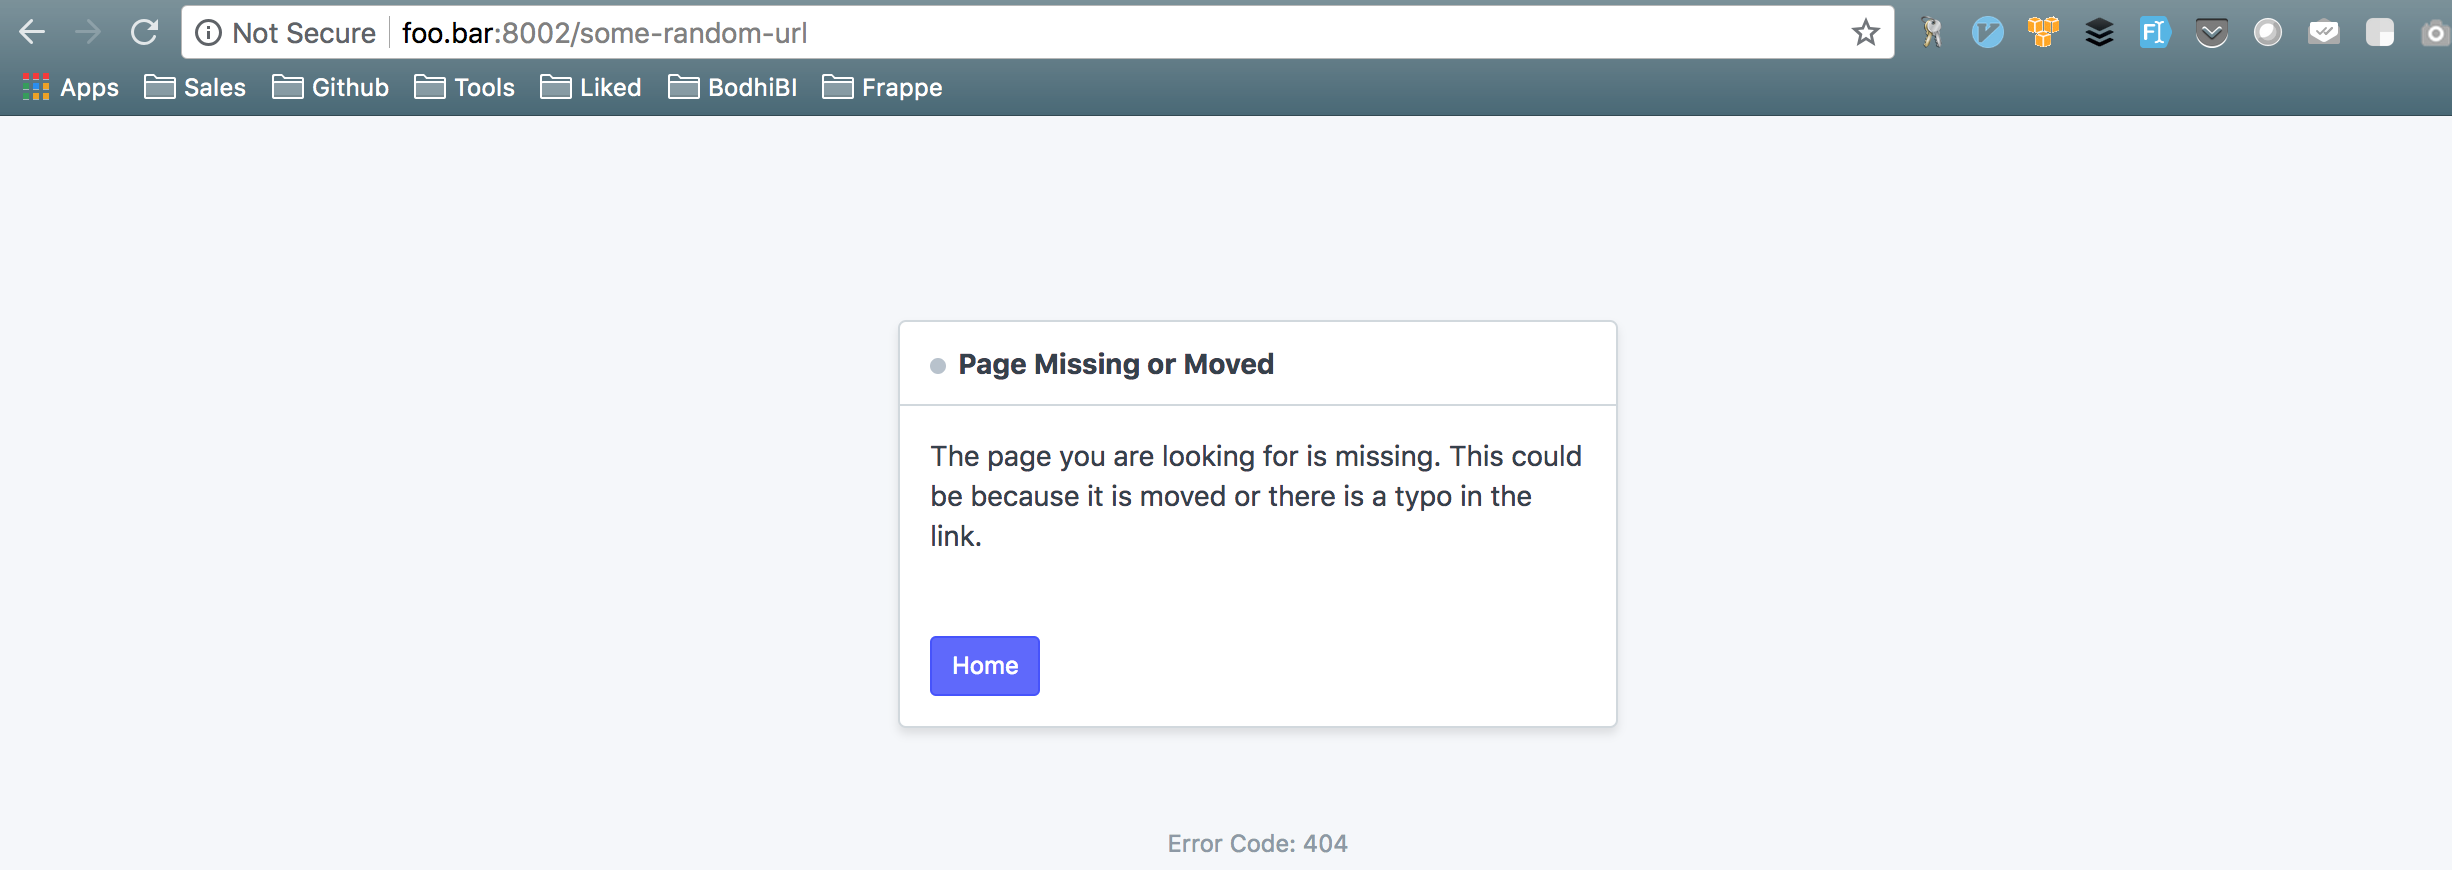 Not Secure foo.bar:8002/some-random-url
Apps Sales Github Tools Liked BodhiBI Frappe
Page Missing or Moved
The page you are looking for is missing. This could
be because it is moved or there is a typo in the
link.
Home
Error Code: 404